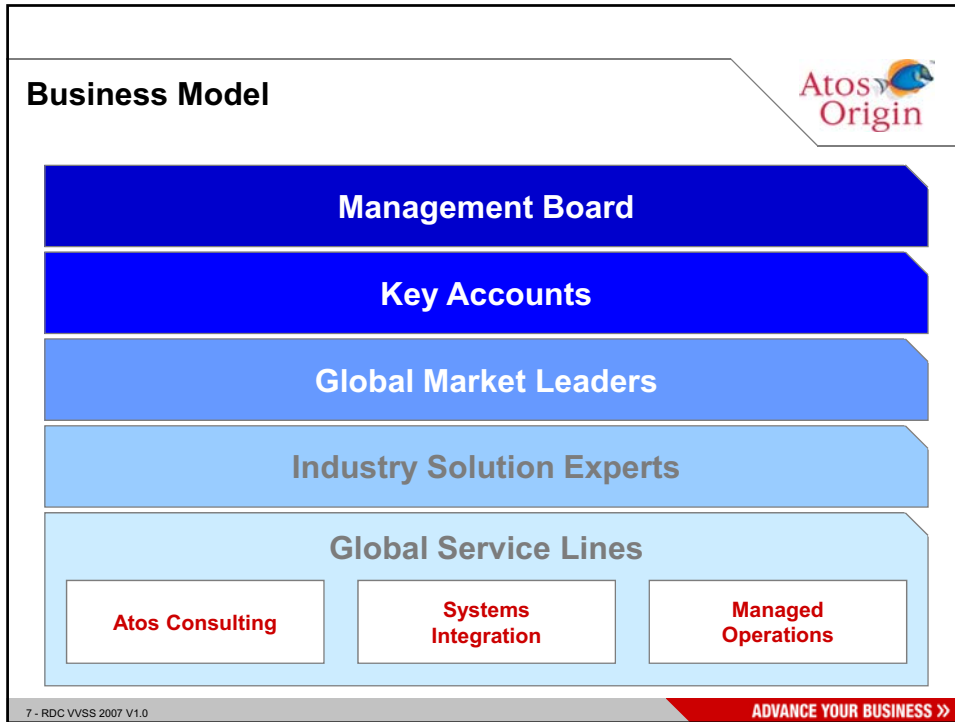 Business Model
Atos
Origin
Management Board
Key Accounts
Global Market Leaders
Industry Solution Experts
Global Service Lines
Atos Consulting
Systems
Integration
Managed
Operations
7 - RDC VVSS 2007 V1.0
ADVANCE YOUR BUSINESS »